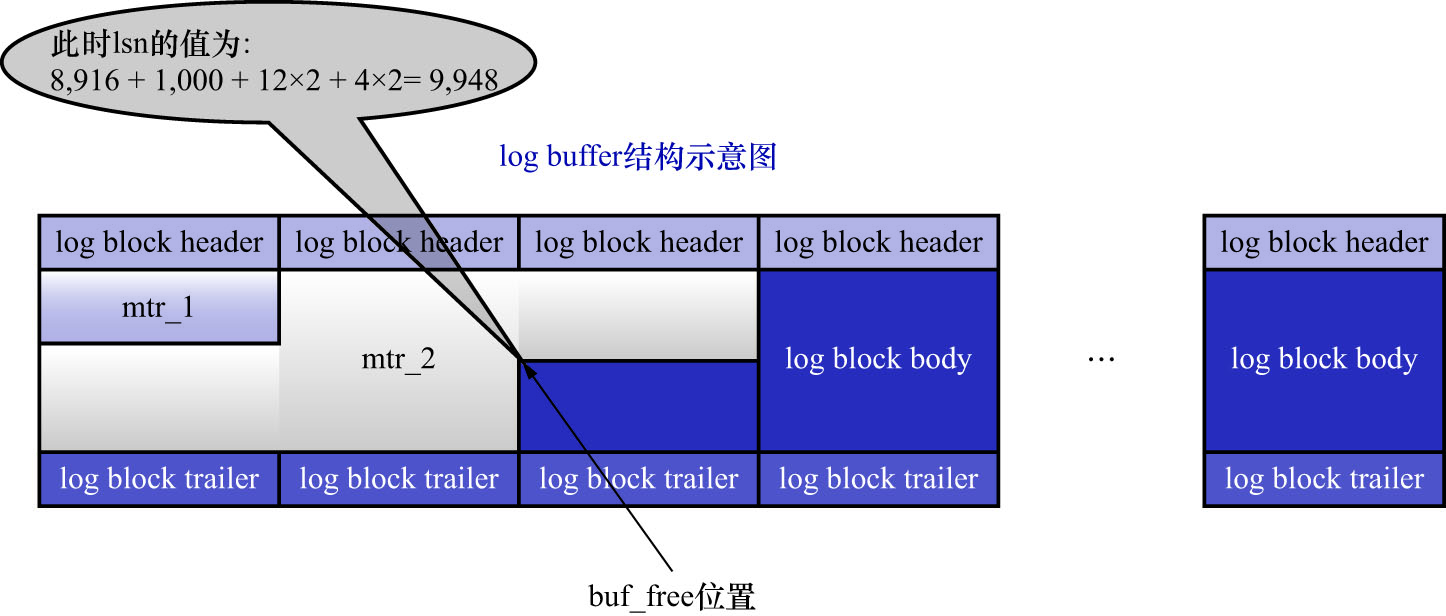 此时lsn的值为:
8,916 + 1,000 + 12×2 + 4×2= 9,948
log buffer结构示意图
log block header log block header log block header log block header log block header
mtr_1
mtr_2 log block body ... log block body
log block trailer log block trailer log block trailer log block trailer log block trailer
buf_free位置